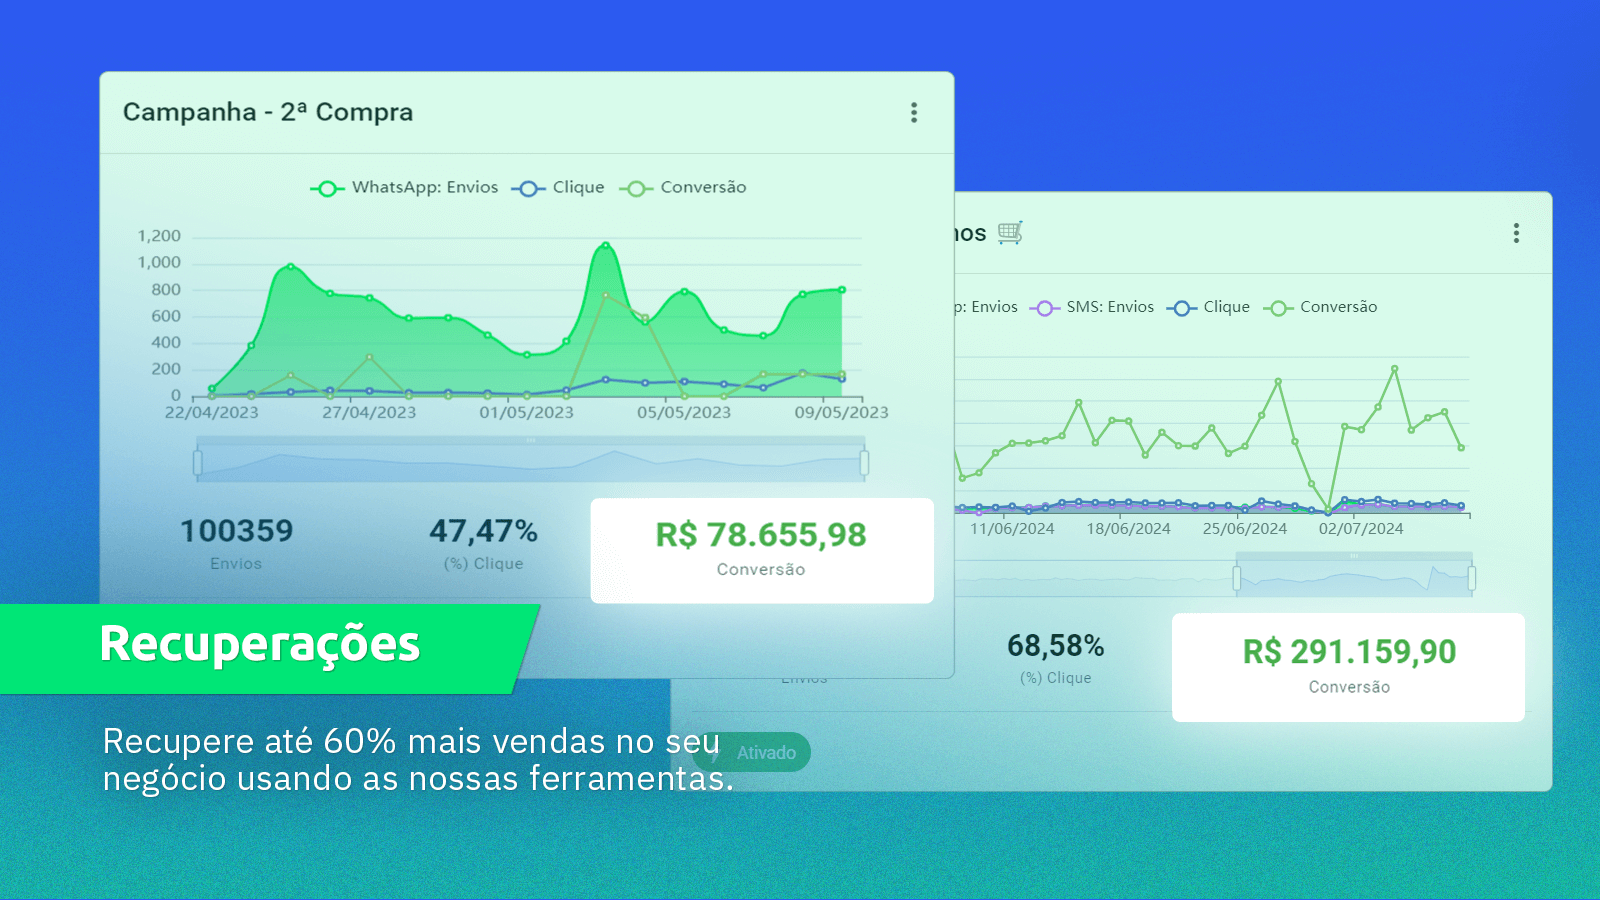 Campanha - 2ª Compra
WhatsApp: Envios Clique Conversão
1,200
1,000
800
600
400
200
0
22/04/2023 27/04/2023 01/05/2023 05/05/2023 09/05/2023
100359 47,47% R$ 78.655,98
Envios (%) Clique Conversão
nos
p: Envios SMS: Envios Clique Conversão
11/06/2024 18/06/2024 25/06/2024 02/07/2024
68,58% R$ 291.159,90
Envios (%) Clique Conversão
Ativado
Recuperações
Recupere até 60% mais vendas no seu
negócio usando as nossas ferramentas.